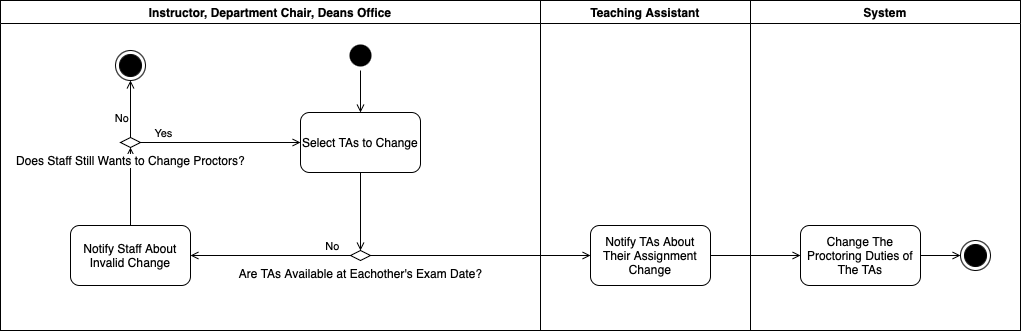 Instructor, Department Chair, Deans Office
Teaching Assistant
System
No
Yes
Select TAs to Change
Does Staff Still Wants to Change Proctors?
Notify Staff About
Invalid Change
No
Are TAs Available at Eachother's Exam Date?
Notify TAs About
Their Assignment
Change
Change The
Proctoring Duties of
The TAs